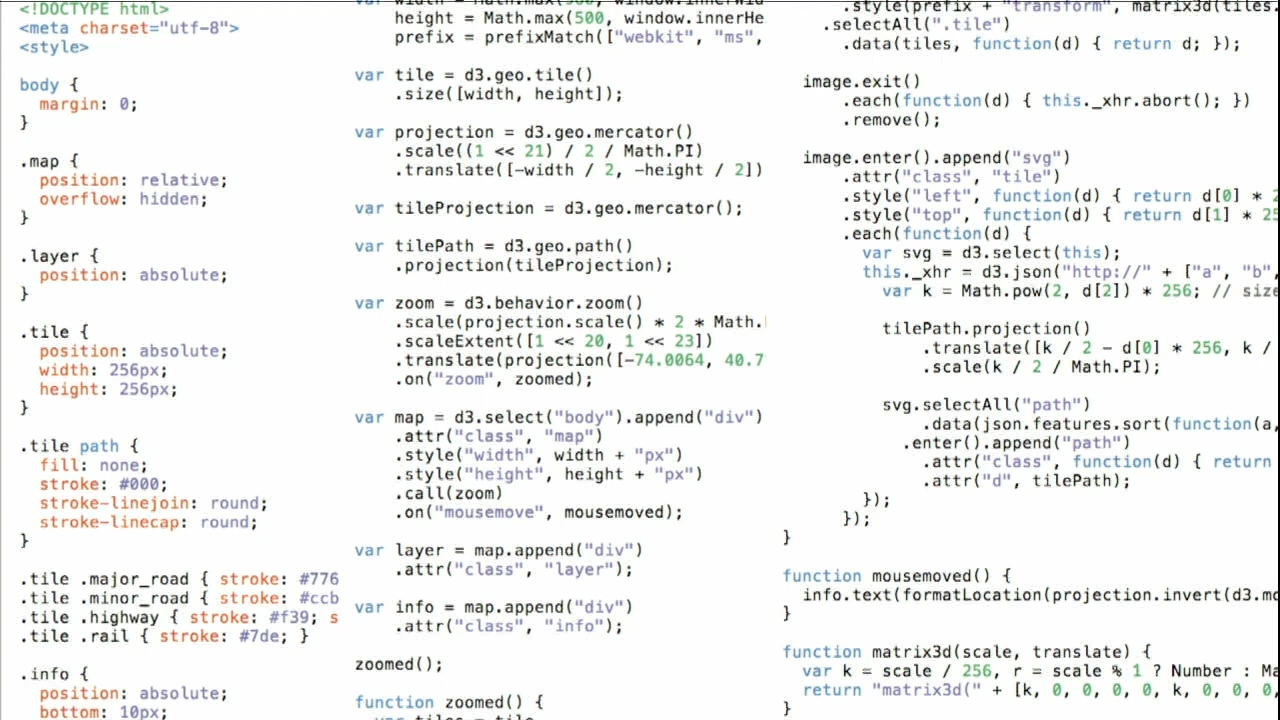 <!DOCTYPE html>
<meta charset="utf-8">
<style>
body {
margin: 0;
}
.map {
position: relative;
overflow: hidden;
}
.layer {
position: absolute;
}
.tile {
position: absolute;
width: 256px;
height: 256px;
}
.tile path {
fill: none;
stroke: #000;
stroke-linejoin: round;
stroke-linecap: round;
}
.tile .major_road { stroke: #776
.tile .minor_road { stroke: #ccb
.tile .highway { stroke: #f39; s
.tile .rail { stroke: #7de; }
.info {
position: absolute;
bottom: 10px;
height = Math.max(500, window.innerHe
prefix = prefixMatch(["webkit", "ms",
var tile = d3.geo.tile()
.size([width, height]);
var projection = d3.geo.mercator()
.scale((1 << 21) / 2 / Math.PI)
.translate([-width / 2, -height / 2])
var tileProjection = d3.geo.mercator();
var tilePath = d3.geo.path()
.projection(tileProjection);
var zoom = d3.behavior.zoom()
.scale(projection.scale() * 2 * Math.
.scaleExtent([1 << 20, 1 << 23])
.translate(projection([-74.0064, 40.7
.on("zoom", zoomed);
var map = d3.select("body").append("div")
.attr("class", "map")
.style("width", width + "px")
.style("height", height + "px")
.call(zoom)
.on("mousemove", mousemoved);
var layer = map.append("div")
.attr("class", "layer");
var info = map.append("div")
.attr("class", "info");
zoomed();
function zoomed() {
var tiles = tile
.style(prefix + "transform", matrix3d(tiles.
.selectAll(".tile")
.data(tiles, function(d) { return d; });
image.exit()
.each(function(d) { this._xhr.abort(); })
.remove();
image.enter().append("svg")
.attr("class", "tile")
.style("left", function(d) { return d[0] * 2
.style("top", function(d) { return d[1] * 25
.each(function(d) {
var svg = d3.select(this);
this._xhr = d3.json("http://" + ["a", "b",
var k = Math.pow(2, d[2]) * 256; // size
tilePath.projection()
.translate([k / 2 - d[0] * 256, k /
.scale(k / 2 / Math.PI);
svg.selectAll("path")
.data(json.features.sort(function(a,
.enter().append("path")
.attr("class", function(d) { return
.attr("d", tilePath);
});
});
}
function mousemoved() {
info.text(formatLocation(projection.invert(d3.mo
}
function matrix3d(scale, translate) {
var k = scale / 256, r = scale % 1 ? Number : Ma
return "matrix3d(" + [k, 0, 0, 0, 0, k, 0, 0, 0,
}